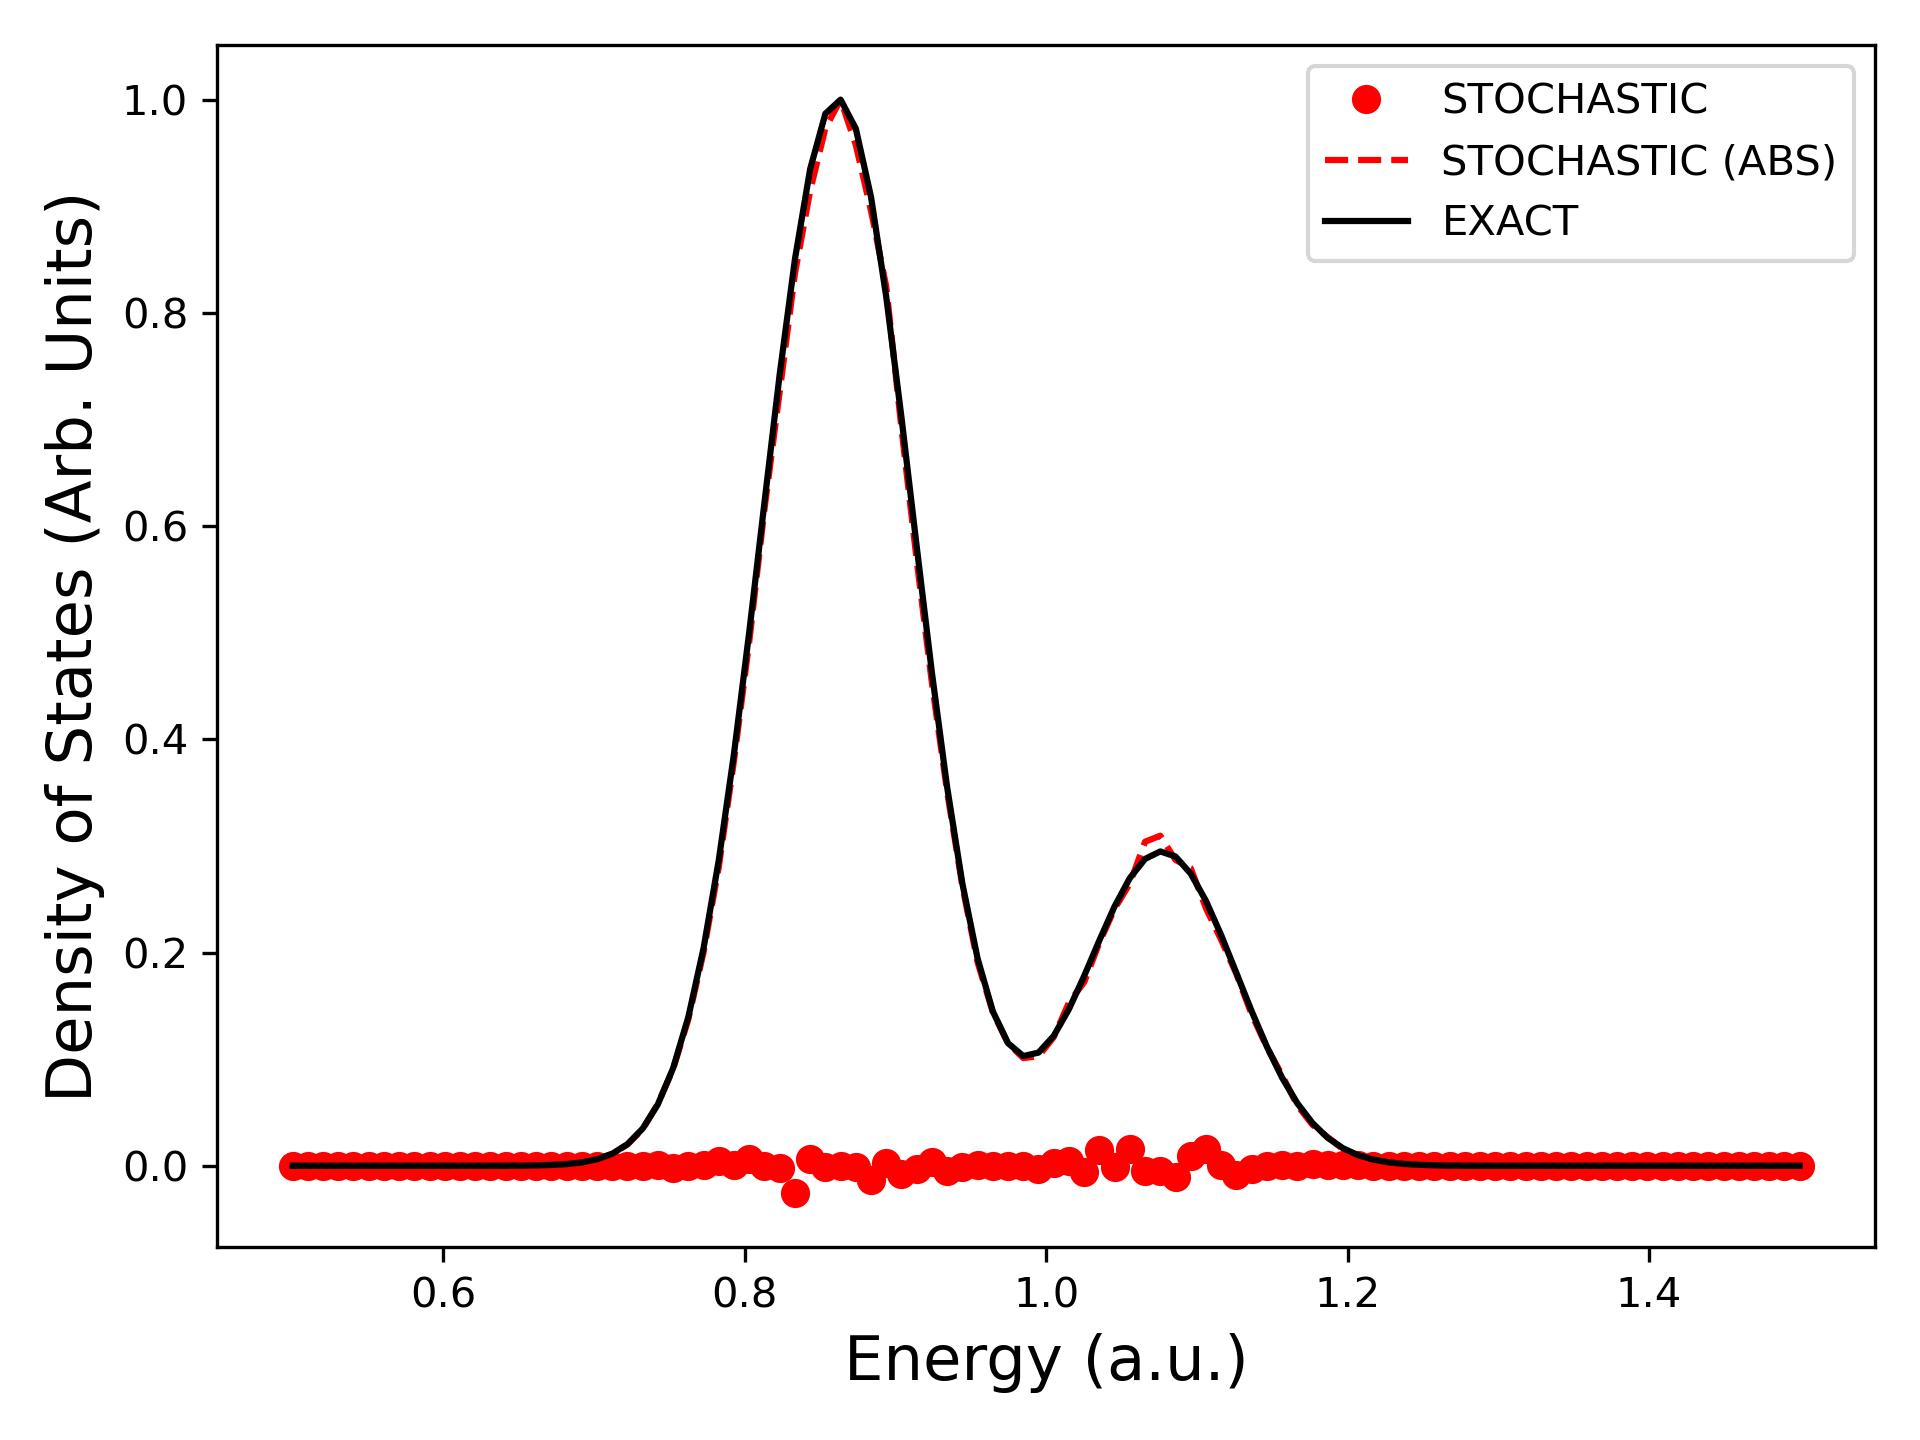 STOCHASTIC
STOCHASTIC (ABS)
EXACT
Density of States (Arb. Units)
1.0
0.8
0.6
0.4
0.2
0.0
0.6 0.8 1.0 1.2 1.4
Energy (a.u.)